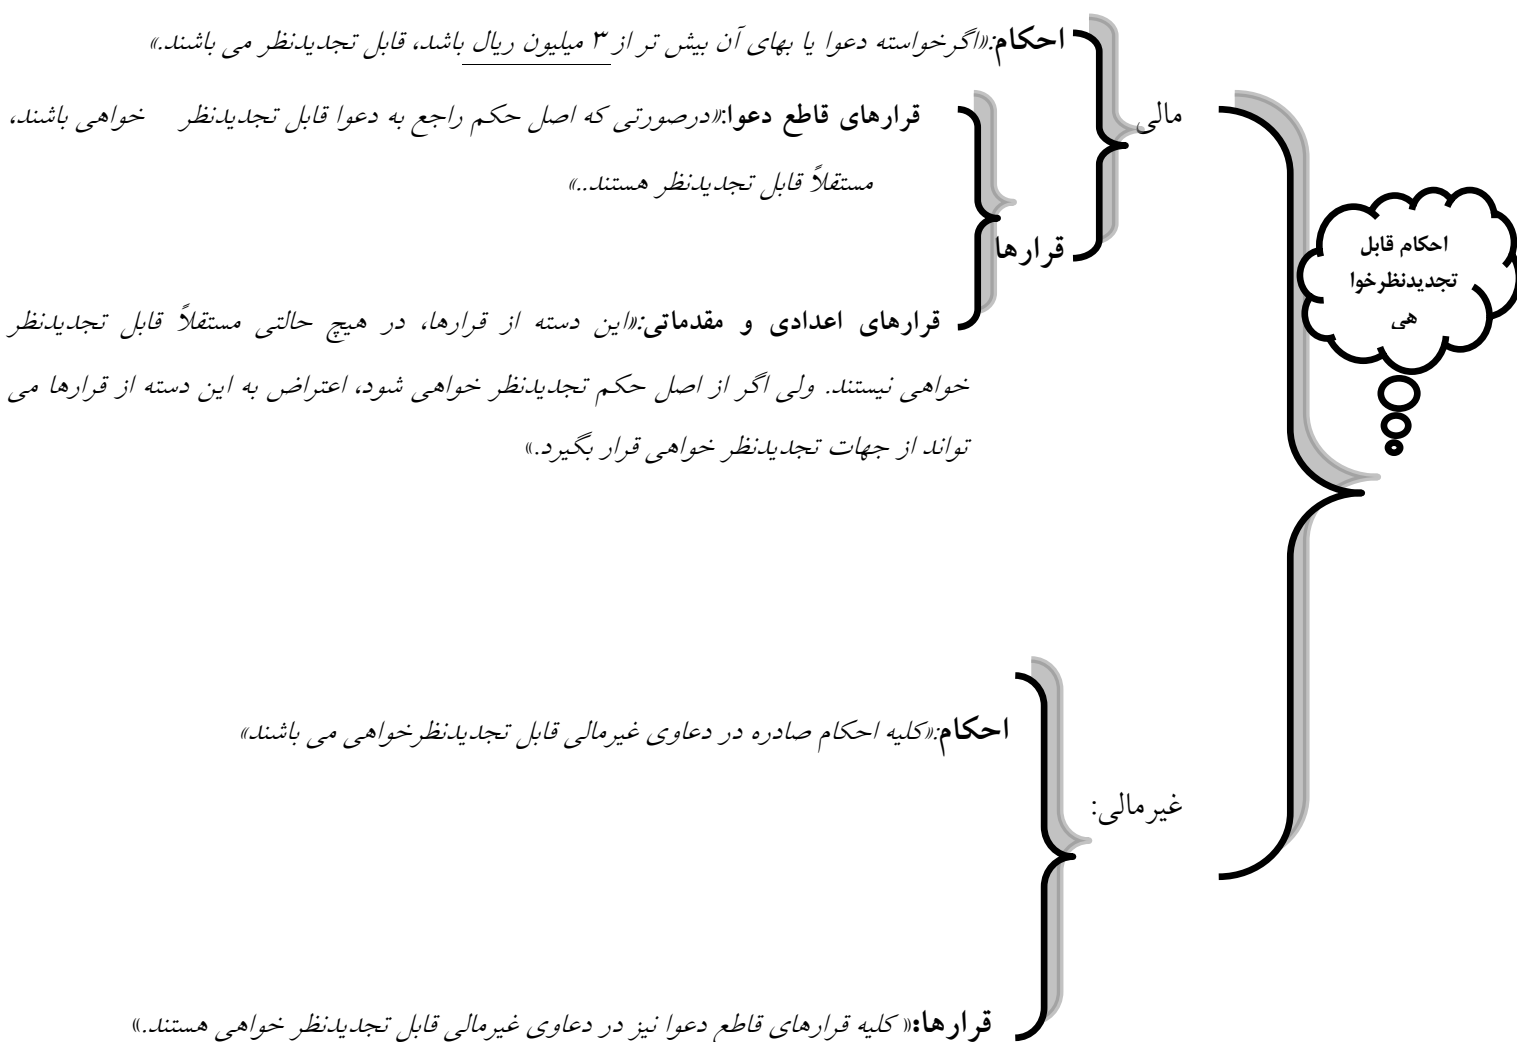 احکام قابل
تجدیدنظرخوا
هی
مالی
احکام:«اگرخواسته دعوا یا بهای آن بیش تر از ۳ میلیون ریال باشد، قابل تجدیدنظر می باشند.»
قرارها
قرارهای قاطع دعوا:«درصورتی که اصل حکم راجع به دعوا قابل تجدیدنظر خواهی باشند،
مستقلاً قابل تجدیدنظر هستند..»
قرارهای اعدادی و مقدماتی:«این دسته از قرارها، در هیچ حالتی مستقلاً قابل تجدیدنظر
خواهی نیستند. ولی اگر از اصل حکم تجدیدنظر خواهی شود، اعتراض به این دسته از قرارها می
تواند از جهات تجدیدنظر خواهی قرار بگیرد.»
غیرمالی:
احکام:«کلیه احکام صادره در دعاوی غیرمالی قابل تجدیدنظرخواهی می باشند»
قرارها:« کلیه قرارهای قاطع دعوا نیز در دعاوی غیرمالی قابل تجدیدنظر خواهی هستند.»